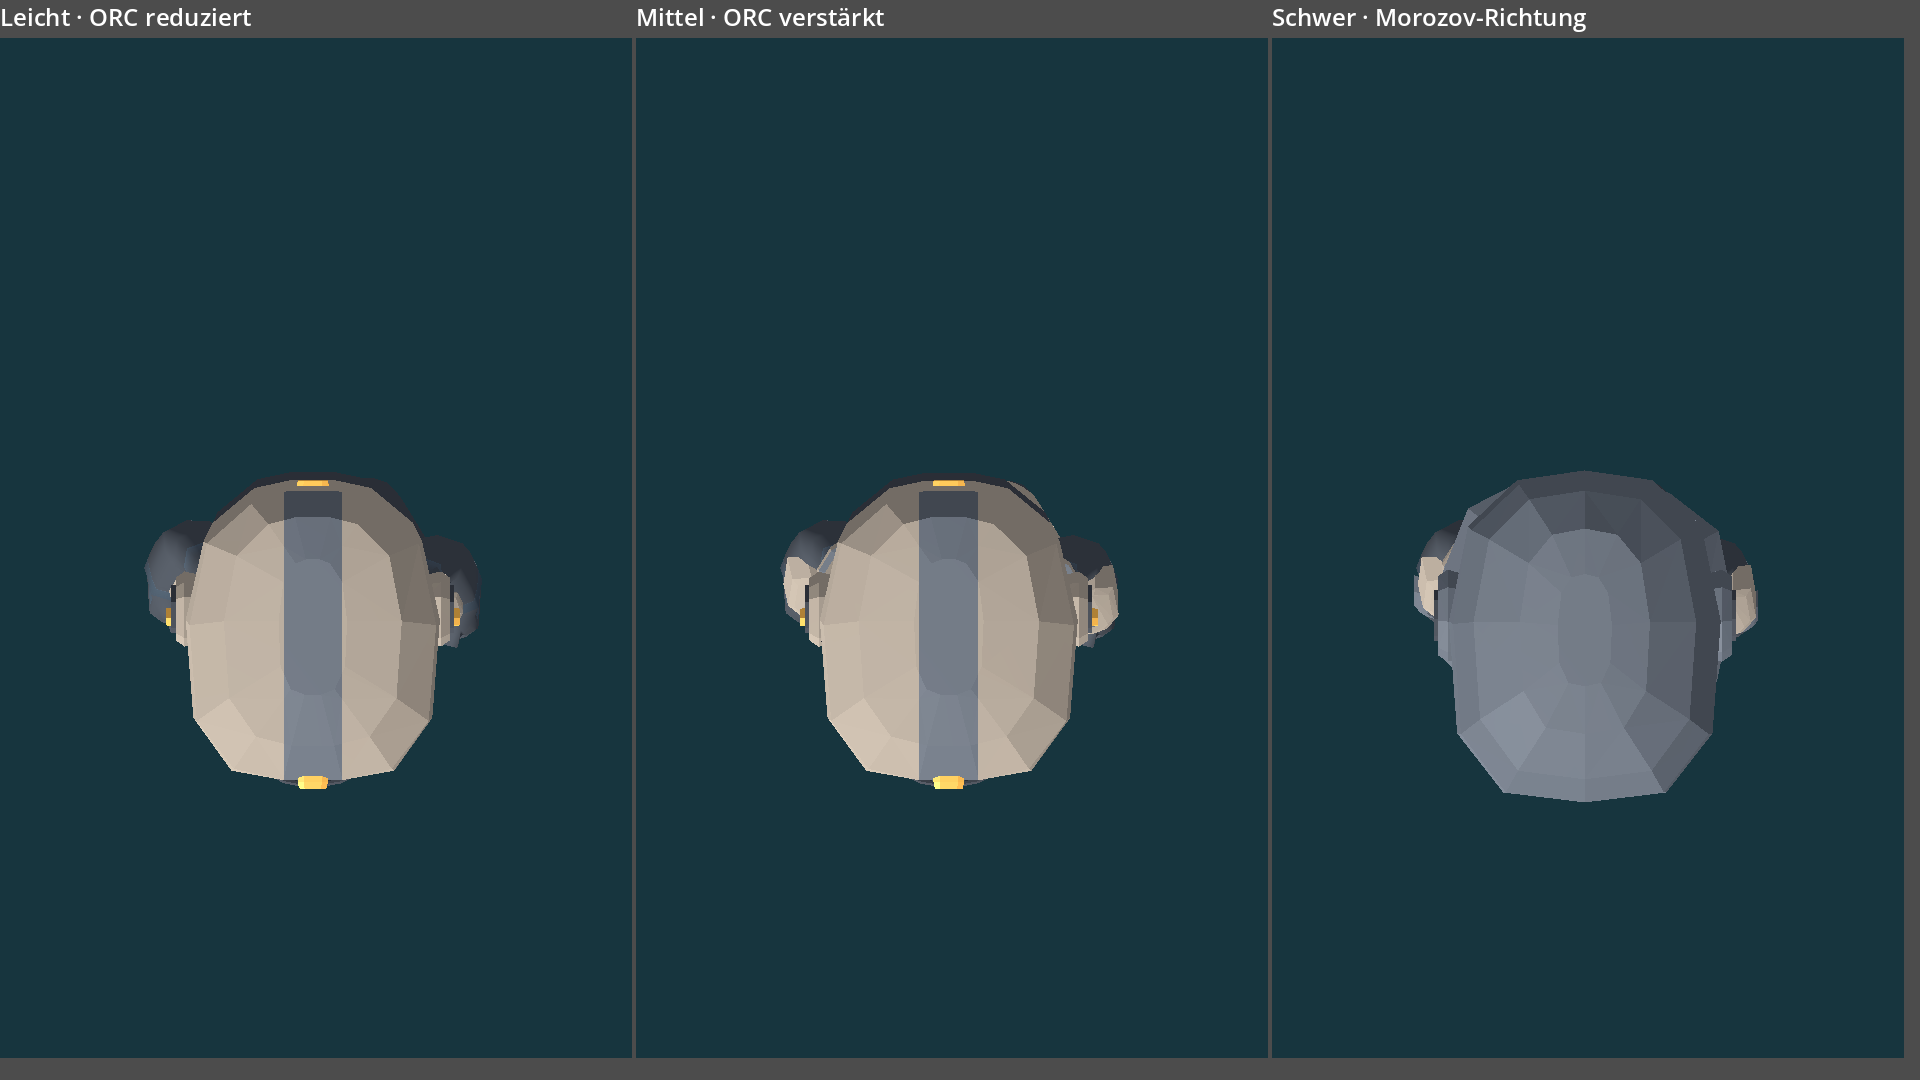 Leicht · ORC reduziert
Mittel · ORC verstärkt
Schwer · Morozov-Richtung